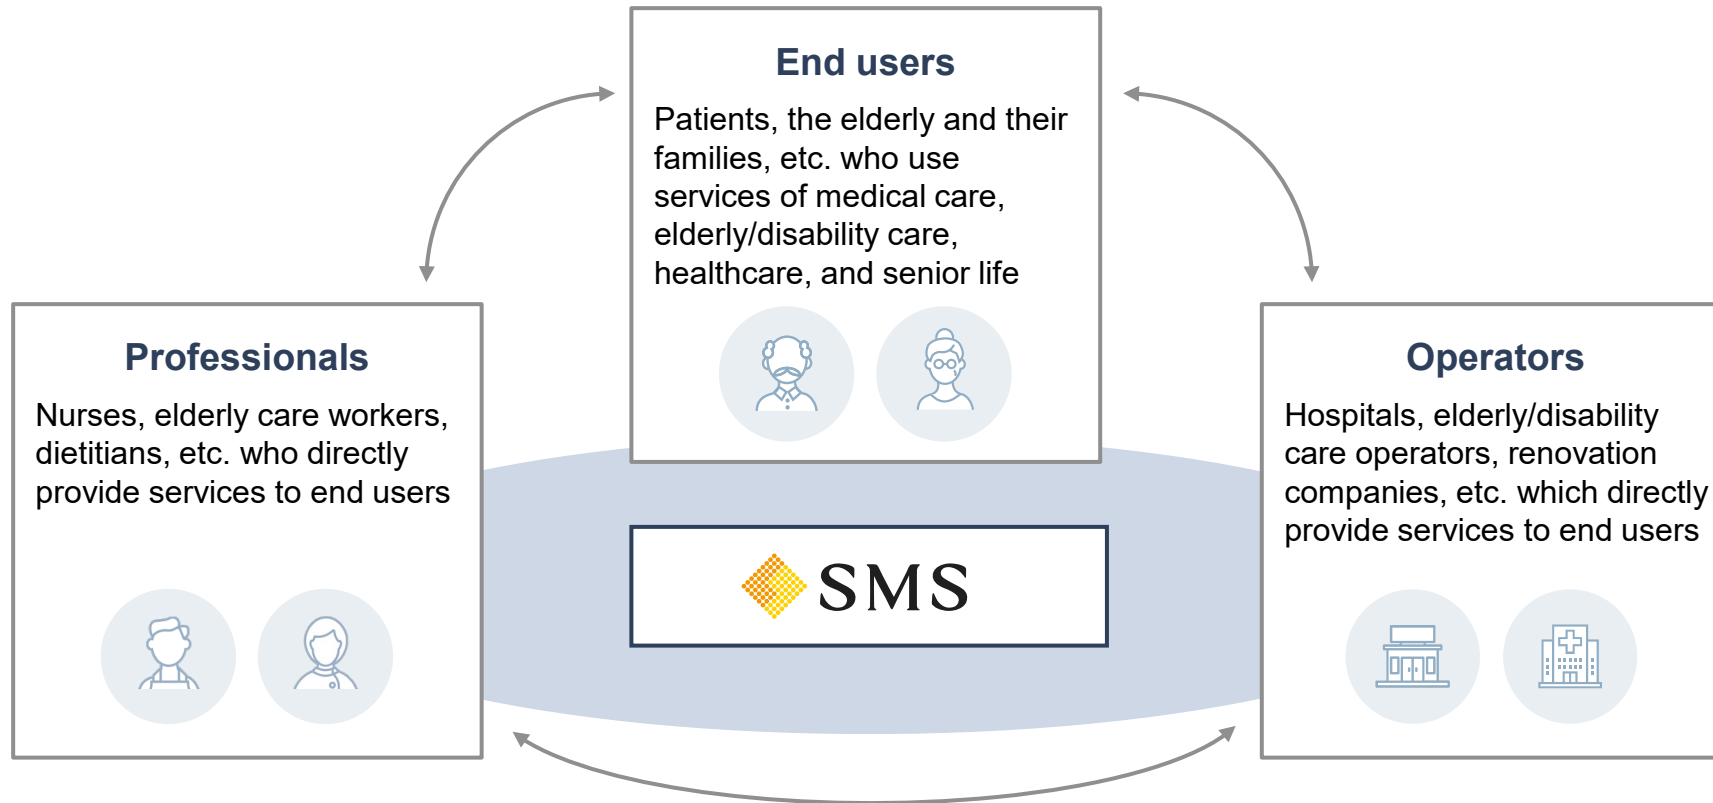 End users
Patients, the elderly and their
families, etc. who use
services of medical care,
elderly/disability care,
healthcare, and senior life
Professionals
Nurses, elderly care workers,
dietitians, etc. who directly
provide services to end users
Operators
Hospitals, elderly/disability
care operators, renovation
companies, etc. which directly
provide services to end users
SMS